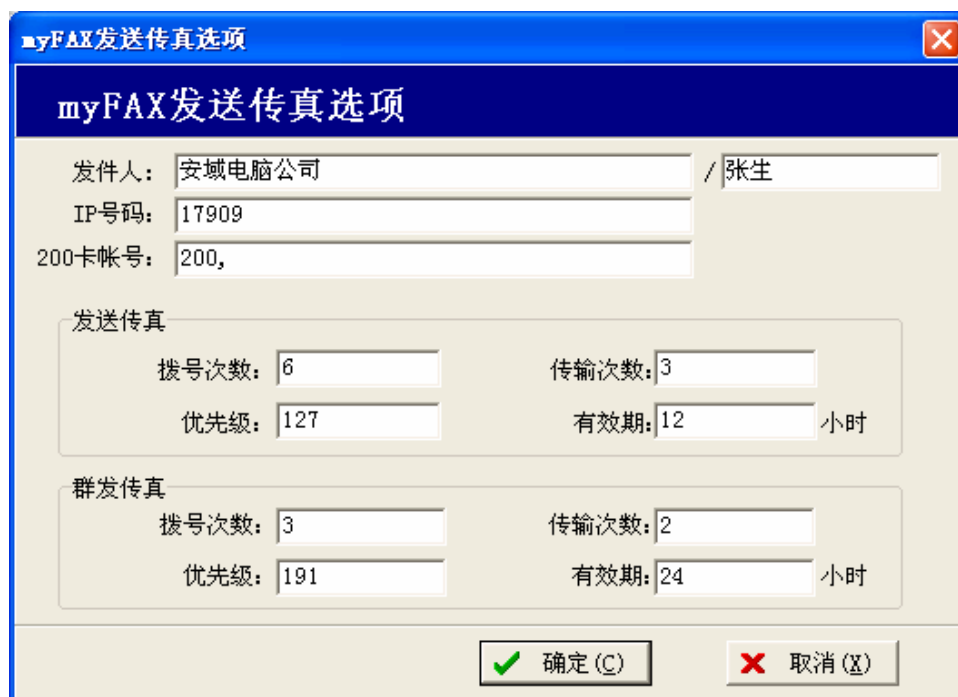 myFAX发送传真选项
myFAX发送传真选项
发件人: 安域电脑公司 / 张生
IP号码: 17909
200卡帐号: 200,
发送传真
拨号次数: 6 传输次数: 3
优先级: 127 有效期: 12 小时
群发传真
拨号次数: 3 传输次数: 2
优先级: 191 有效期: 24 小时
确定(C) 取消(X)